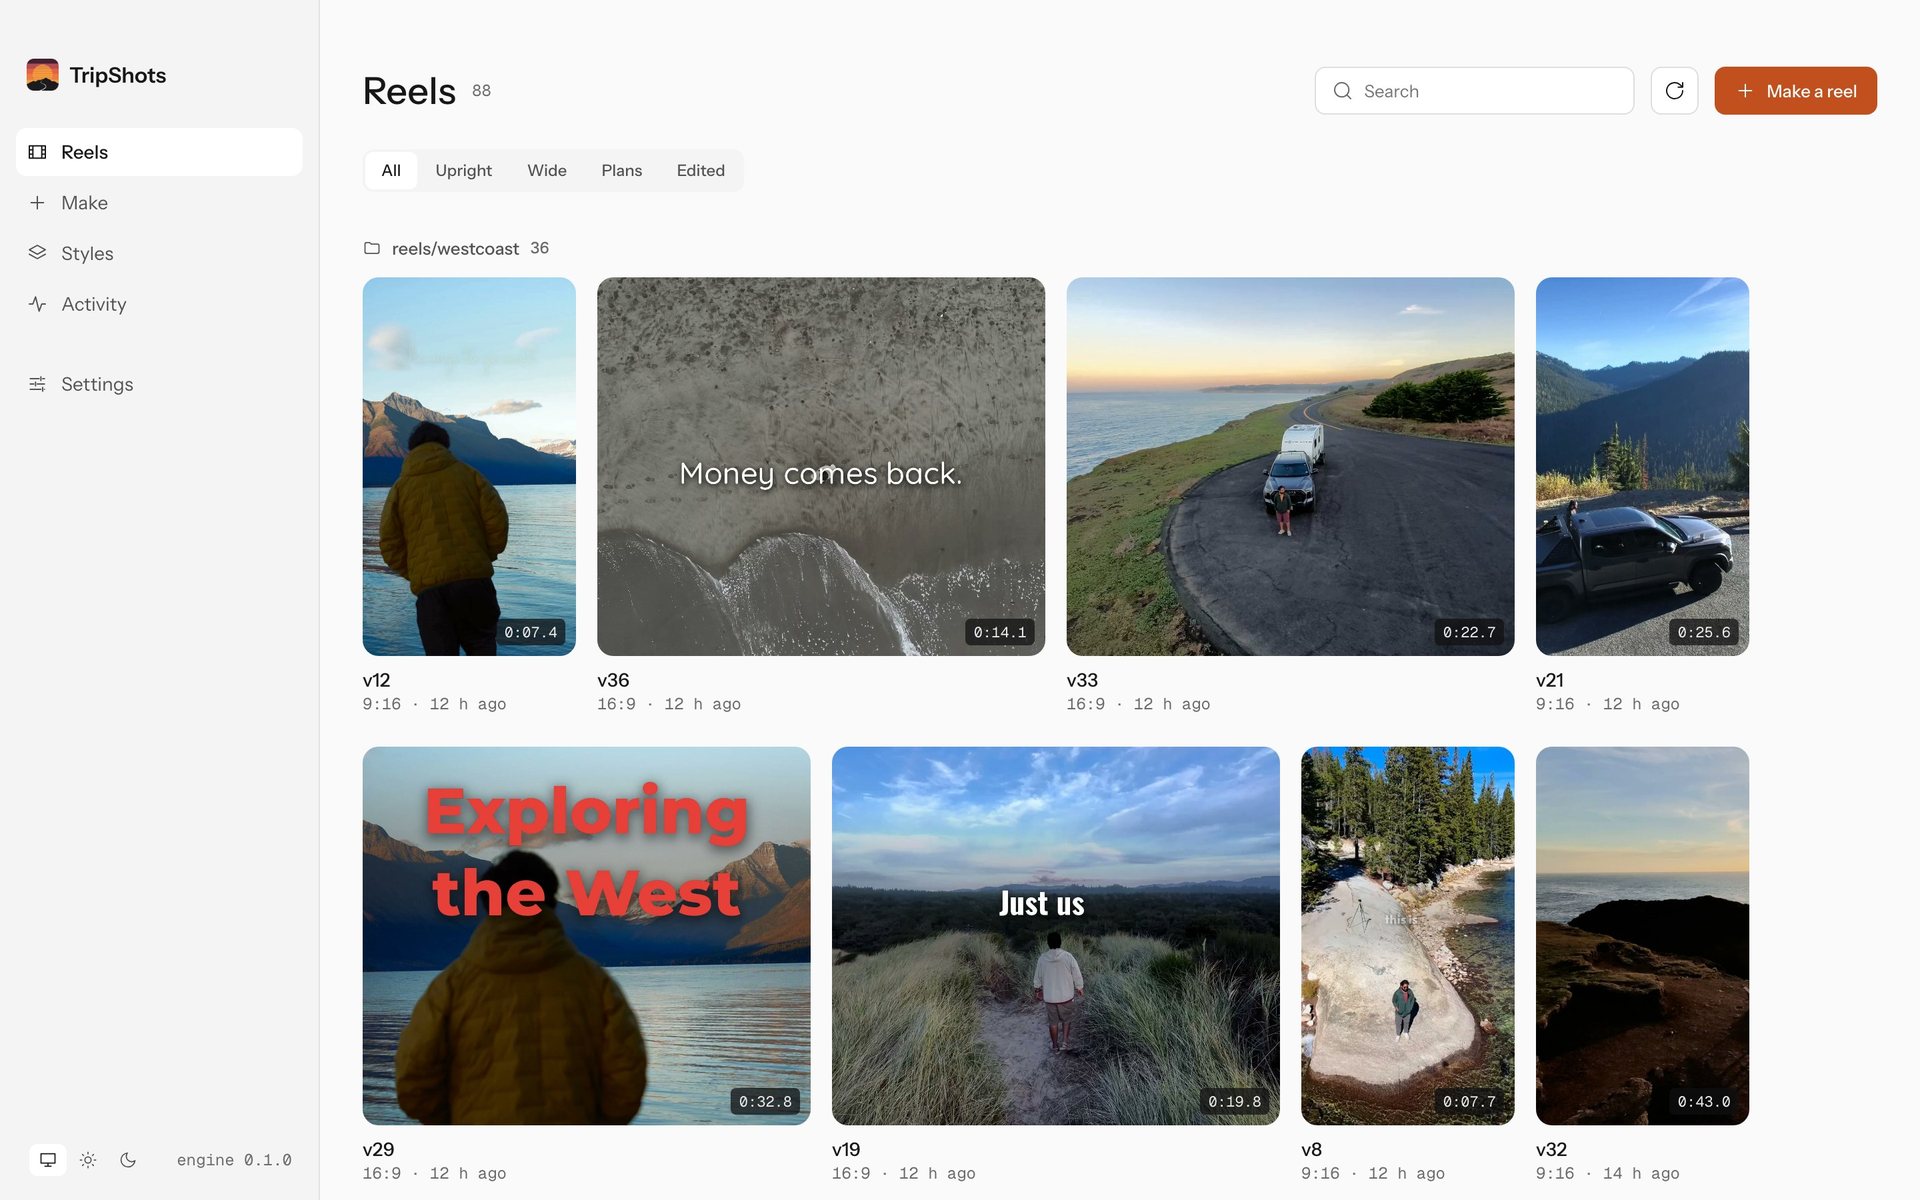 TripShots
Reels
Make
Styles
Activity
Settings
engine 0.1.0
Reels 88
Search
Make a reel
All Upright Wide Plans Edited
reels/westcoast 36
0:07.4
Money comes back.
0:14.1
0:22.7
0:25.6
v12
9:16 · 12 h ago
v36
16:9 · 12 h ago
v33
16:9 · 12 h ago
v21
9:16 · 12 h ago
Exploring
the West
0:32.8
Just us
0:19.8
this is
0:07.7
0:43.0
v29
16:9 · 12 h ago
v19
16:9 · 12 h ago
v8
9:16 · 12 h ago
v32
9:16 · 14 h ago